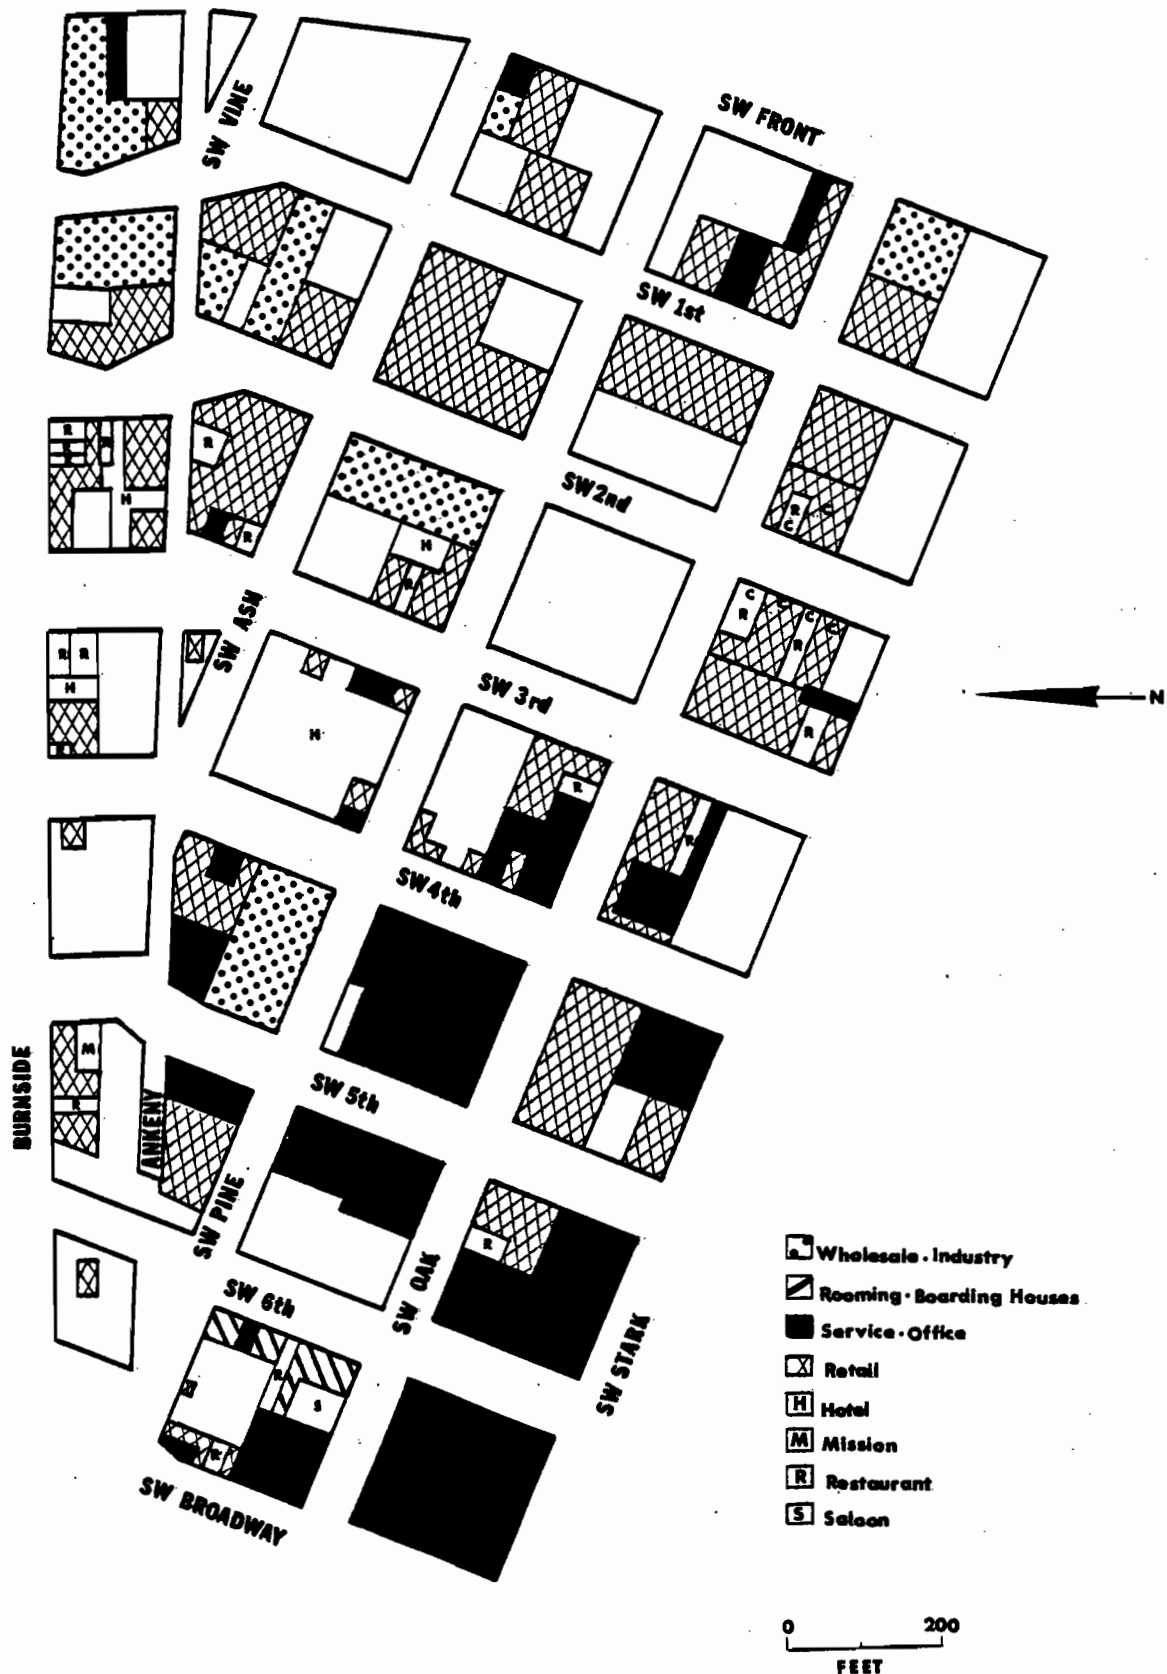 SW VINE
SW FRONT
SW 1st
R
R
R
H
R
SW 2nd
R
C
C
H
R
C
C
C
C
R
R
SW ASH
R
R
H
R
SW 3rd
H
R
R
R
SW 4th
BURNSIDE
M
R
ANKENY
SW 5th
SW PINE
R
SW OAK
SW STARK
SW 6th
R
S
R
SW BROADWAY
N
Wholesale · Industry
Rooming · Boarding Houses
Service · Office
Retail
H Hotel
M Mission
R Restaurant
S Saloon
0 200
FEET